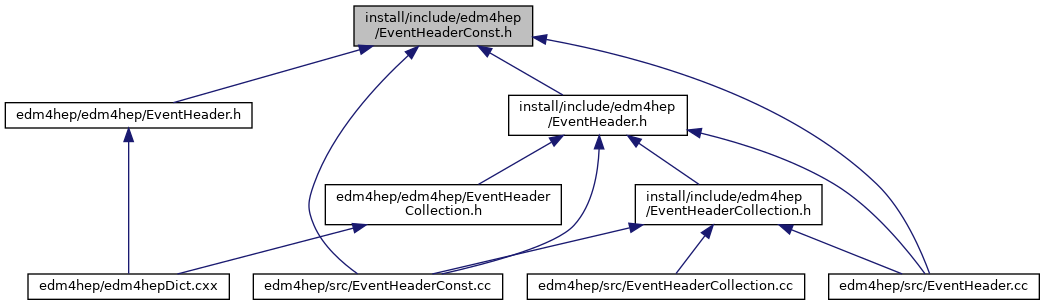 install/include/edm4hep
/EventHeaderConst.h
edm4hep/edm4hep/EventHeader.h
install/include/edm4hep
/EventHeader.h
edm4hep/edm4hep/EventHeader
Collection.h
install/include/edm4hep
/EventHeaderCollection.h
edm4hep/edm4hepDict.cxx
edm4hep/src/EventHeaderConst.cc
edm4hep/src/EventHeaderCollection.cc
edm4hep/src/EventHeader.cc